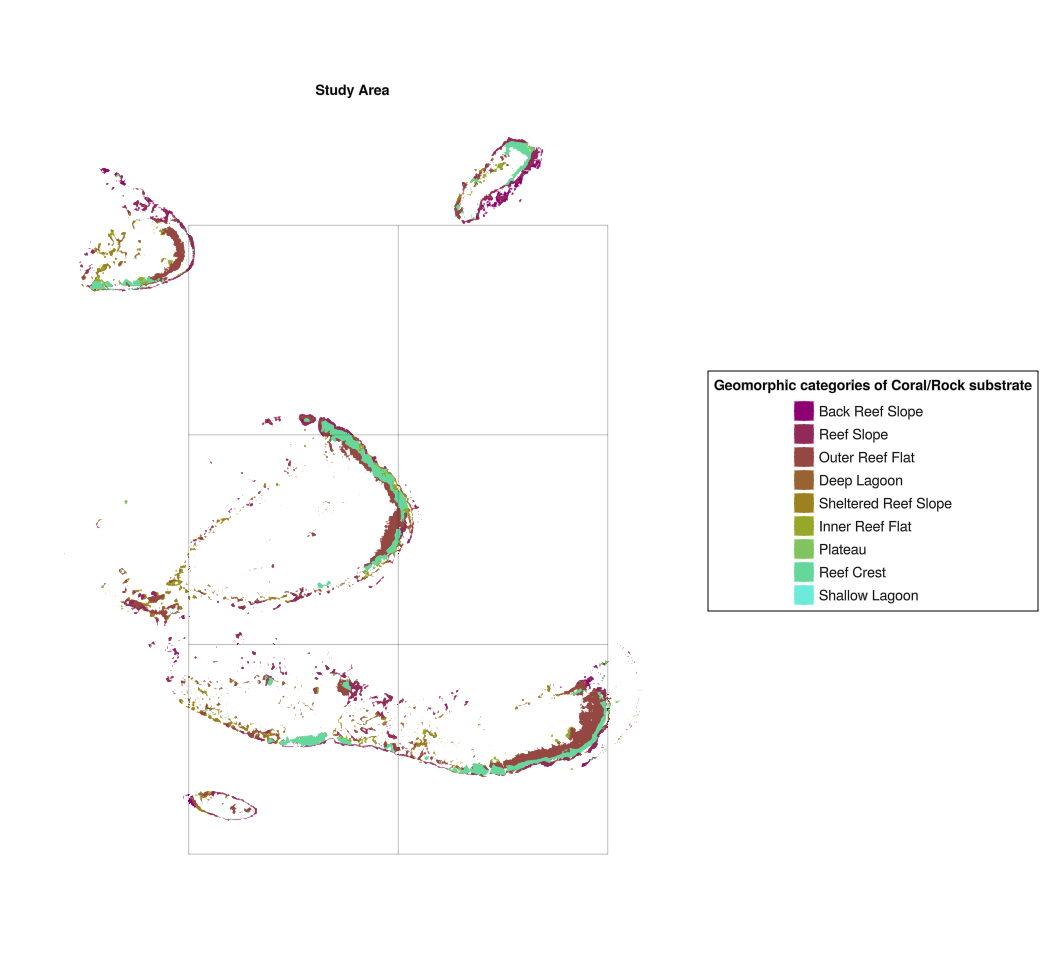 Study Area
Geomorphic categories of Coral/Rock substrate
Back Reef Slope
Reef Slope
Outer Reef Flat
Deep Lagoon
Sheltered Reef Slope
Inner Reef Flat
Plateau
Reef Crest
Shallow Lagoon